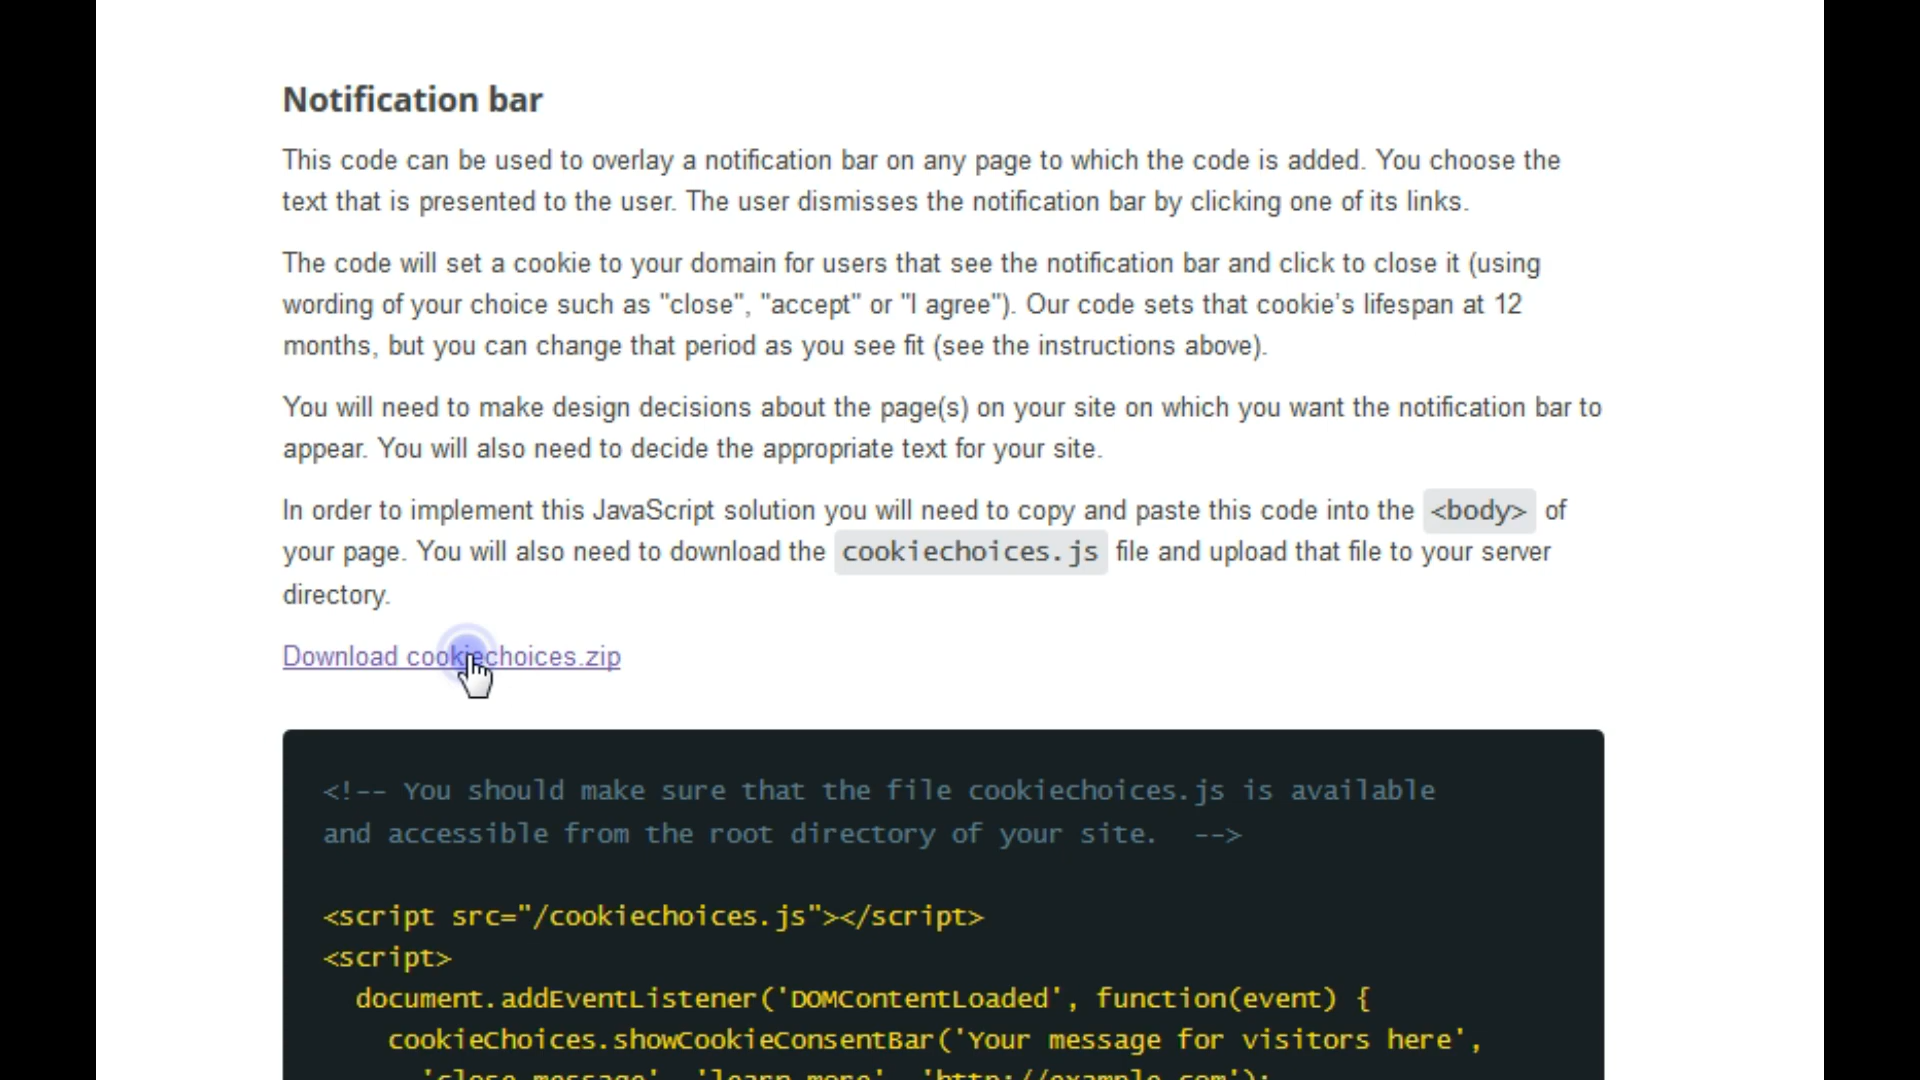 Notification bar
This code can be used to overlay a notification bar on any page to which the code is added. You choose the
text that is presented to the user. The user dismisses the notification bar by clicking one of its links.
The code will set a cookie to your domain for users that see the notification bar and click to close it (using
wording of your choice such as "close", "accept" or "I agree"). Our code sets that cookie's lifespan at 12
months, but you can change that period as you see fit (see the instructions above).
You will need to make design decisions about the page(s) on your site on which you want the notification bar to
appear. You will also need to decide the appropriate text for your site.
In order to implement this JavaScript solution you will need to copy and paste this code into the <body> of
your page. You will also need to download the cookiechoices.js file and upload that file to your server
directory.
Download cookiechoices.zip
<!-- You should make sure that the file cookiechoices.js is available
and accessible from the root directory of your site. -->
<script src="/cookiechoices.js"></script>
<script>
document.addEventListener('DOMContentLoaded', function(event) {
cookieChoices.showCookieConsentBar('Your message for visitors here',
'close message', 'learn more', 'http://example.com');